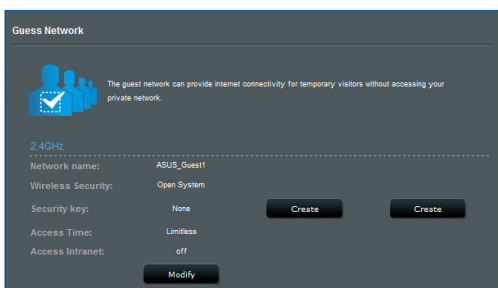 Guess Network
The guest network can provide internet connectivity for temporary visitors without accessing your
private network.
2.4GHz
Network name: ASUS_Guest1
Wireless Security: Open System
Security key: None Create Create
Access Time: Limitless
Access Intranet: off
Modify